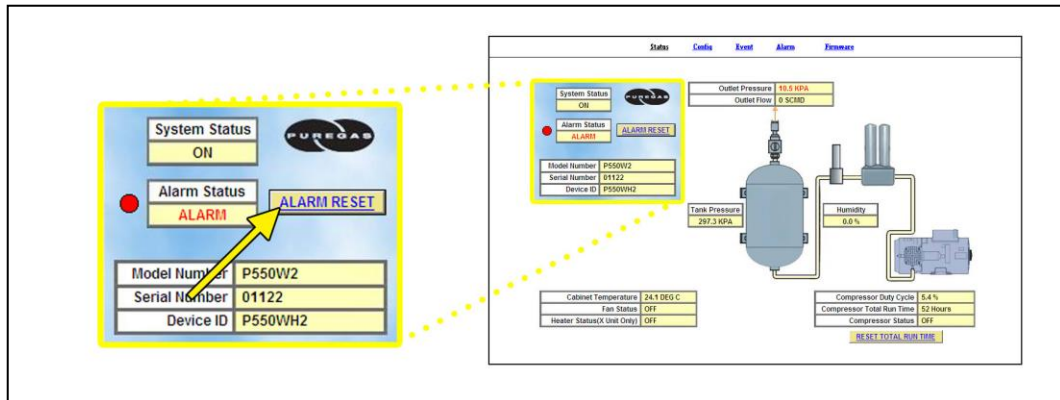 System Status
ON
PUREGAS
Alarm Status
ALARM
ALARM RESET
Model Number P550W2
Serial Number 01122
Device ID P550WH2
Status Config Event Alarm Firmware
System Status
ON
PUREGAS
Alarm Status
ALARM
ALARM RESET
Model Number P550W2
Serial Number 01122
Device ID P550WH2
Outlet Pressure 10.5 KPA
Outlet Flow 0 SCMD
Tank Pressure
297.3 KPA
Humidity
0.0 %
Cabinet Temperature 24.1 DEG C
Fan Status OFF
Heater Status(X Unit Only) OFF
Compressor Duty Cycle 5.4 %
Compressor Total Run Time 52 Hours
Compressor Status OFF
RESET TOTAL RUN TIME